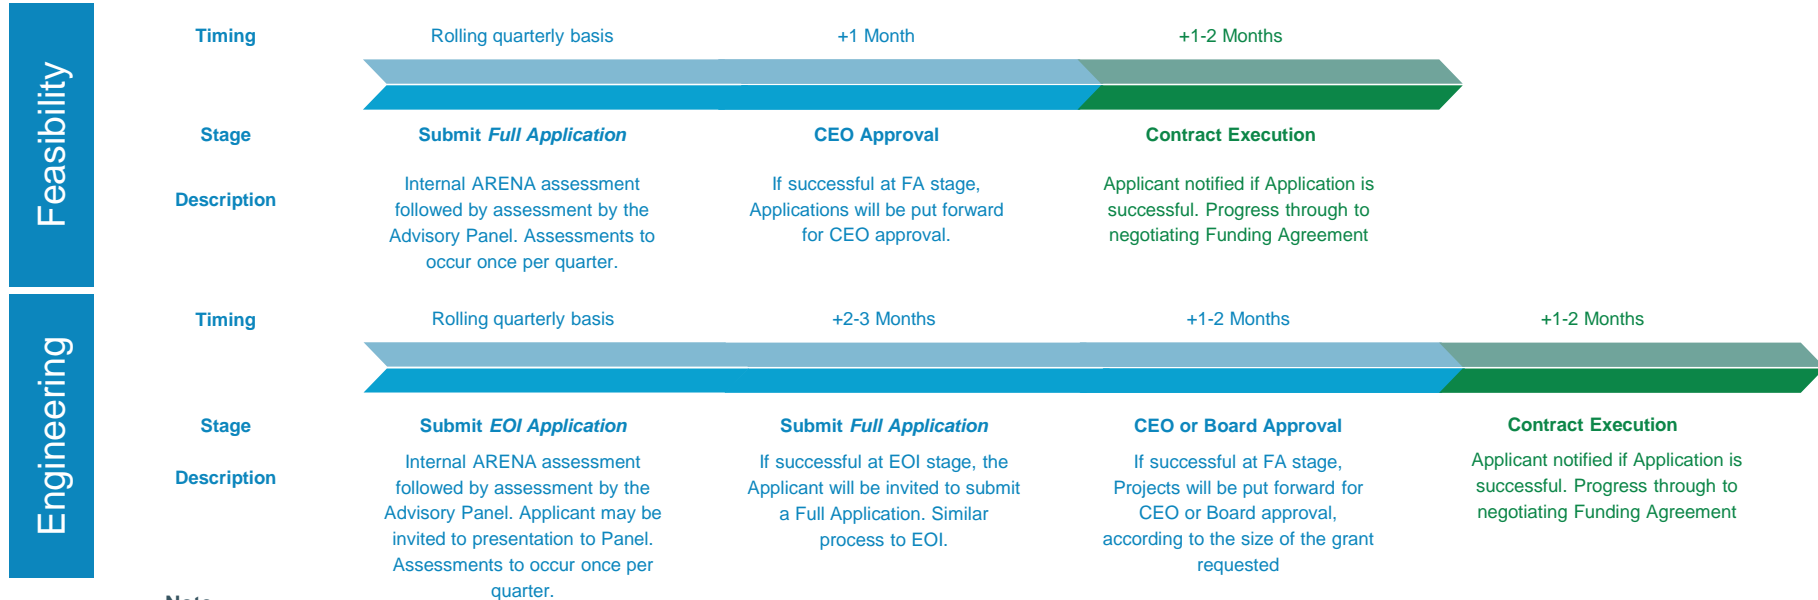 Feasibility
Timing
Rolling quarterly basis
+1 Month
+1-2 Months
Stage
Submit Full Application
CEO Approval
Contract Execution
Description
Internal ARENA assessment
followed by assessment by the
Advisory Panel. Assessments to
occur once per quarter.
If successful at FA stage,
Applications will be put forward
for CEO approval.
Applicant notified if Application is
successful. Progress through to
negotiating Funding Agreement
Engineering
Timing
Rolling quarterly basis
+2-3 Months
+1-2 Months
+1-2 Months
Stage
Submit EOI Application
Submit Full Application
CEO or Board Approval
Contract Execution
Description
Internal ARENA assessment
followed by assessment by the
Advisory Panel. Applicant may be
invited to presentation to Panel.
Assessments to occur once per
quarter.
If successful at EOI stage, the
Applicant will be invited to submit
a Full Application. Similar
process to EOI.
If successful at FA stage,
Projects will be put forward for
CEO or Board approval,
according to the size of the grant
requested
Applicant notified if Application is
successful. Progress through to
negotiating Funding Agreement